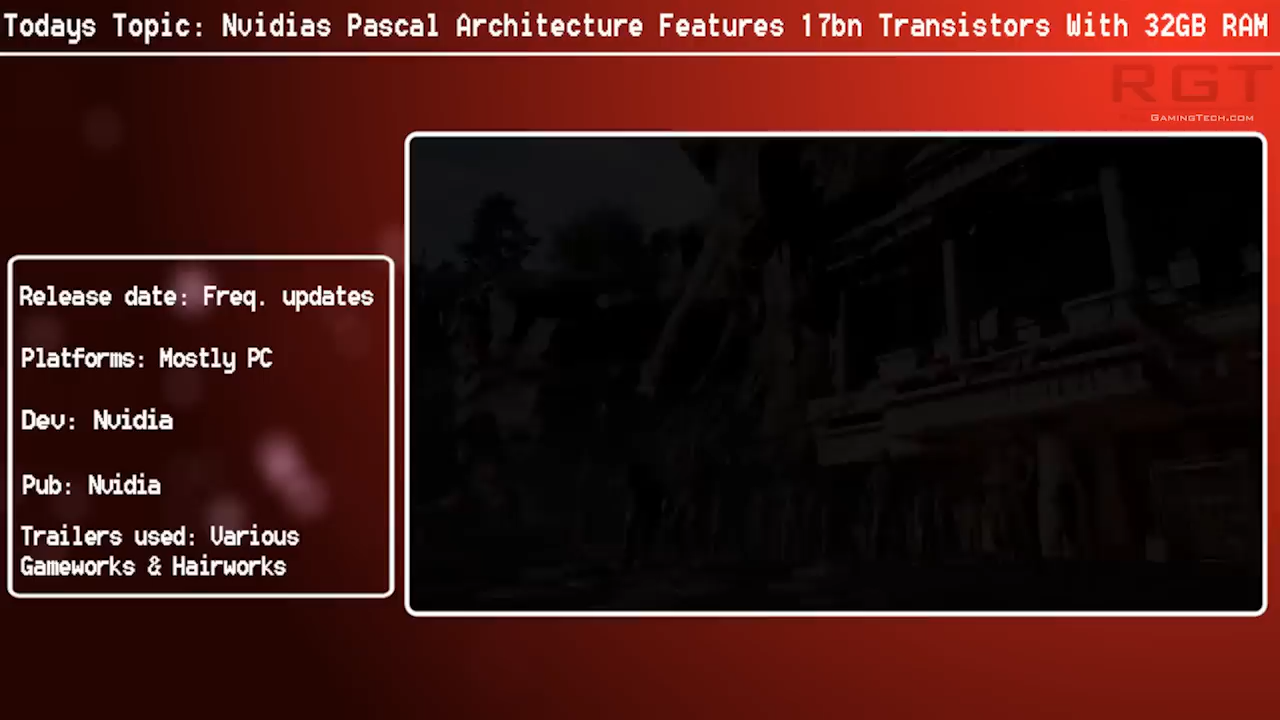 Todays Topic: Nvidias Pascal Architecture Features 17bn Transistors With 32GB RAM
RGT
GamingTech.com
Release date: Freq. updates
Platforms: Mostly PC
Dev: Nvidia
Pub: Nvidia
Trailers used: Various
Gameworks & Hairworks